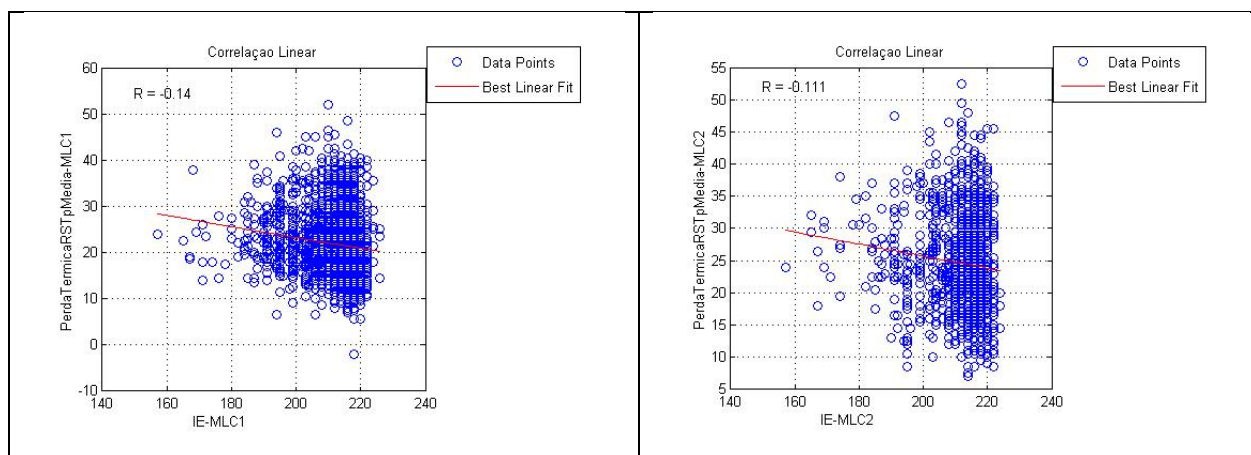 Correlaçao Linear
Data Points
Best Linear Fit
R = -0.14
60
50
40
30
20
10
0
-10
PerdaTermicaRSTpMedia-MLC1
140 160 180 200 220 240
IE-MLC1
Correlaçao Linear
Data Points
Best Linear Fit
R = -0.111
55
50
45
40
35
30
25
20
15
10
5
PerdaTermicaRSTpMedia-MLC2
140 160 180 200 220 240
IE-MLC2